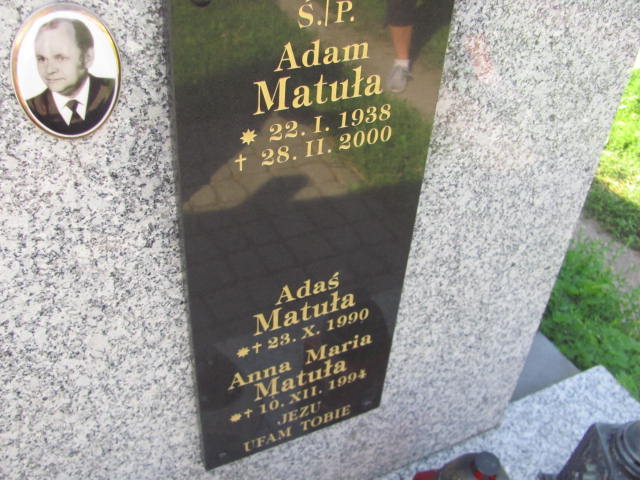 Ś. P.
Adam
Matuła
* 22. I. 1938
† 28. II. 2000
Adaś
Matuła
*† 23. X. 1990
Anna Maria
Matuła
*† 10. XII. 1994
JEZU
UFAM TOBIE